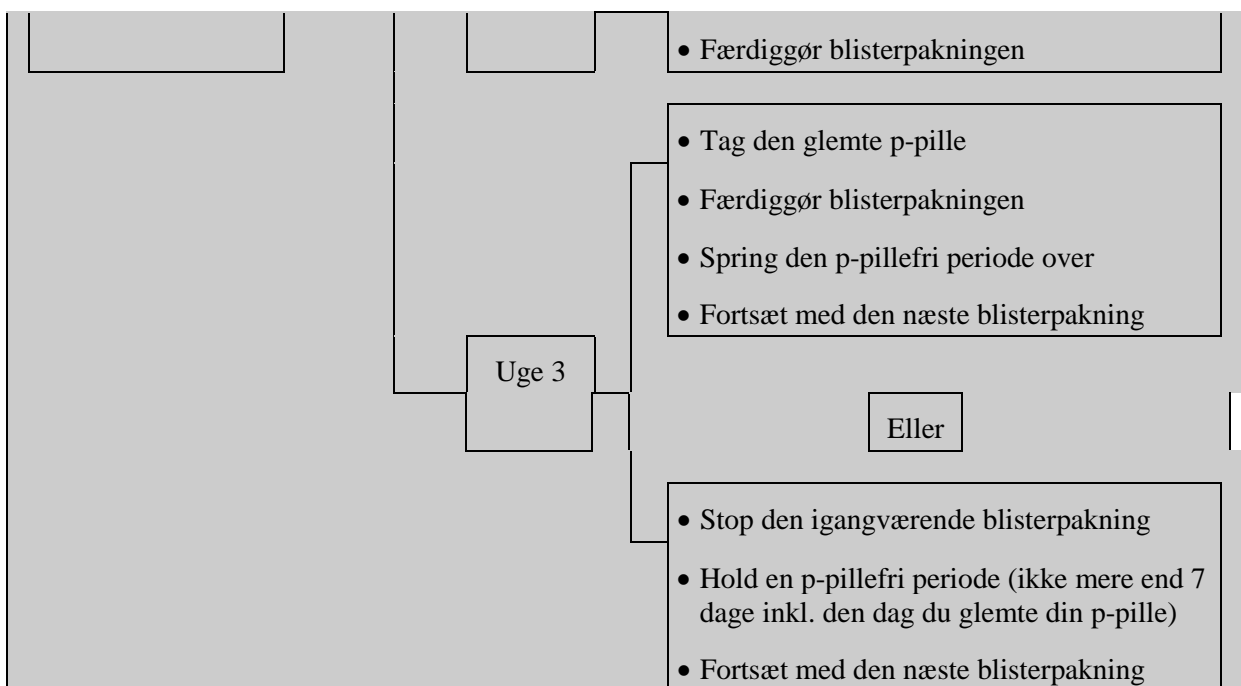 • Færdiggør blisterpakningen
• Tag den glemte p-pille
• Færdiggør blisterpakningen
• Spring den p-pillefri periode over
• Fortsæt med den næste blisterpakning
Uge 3
Eller
• Stop den igangværende blisterpakning
• Hold en p-pillefri periode (ikke mere end 7
dage inkl. den dag du glemte din p-pille)
• Fortsæt med den næste blisterpakning